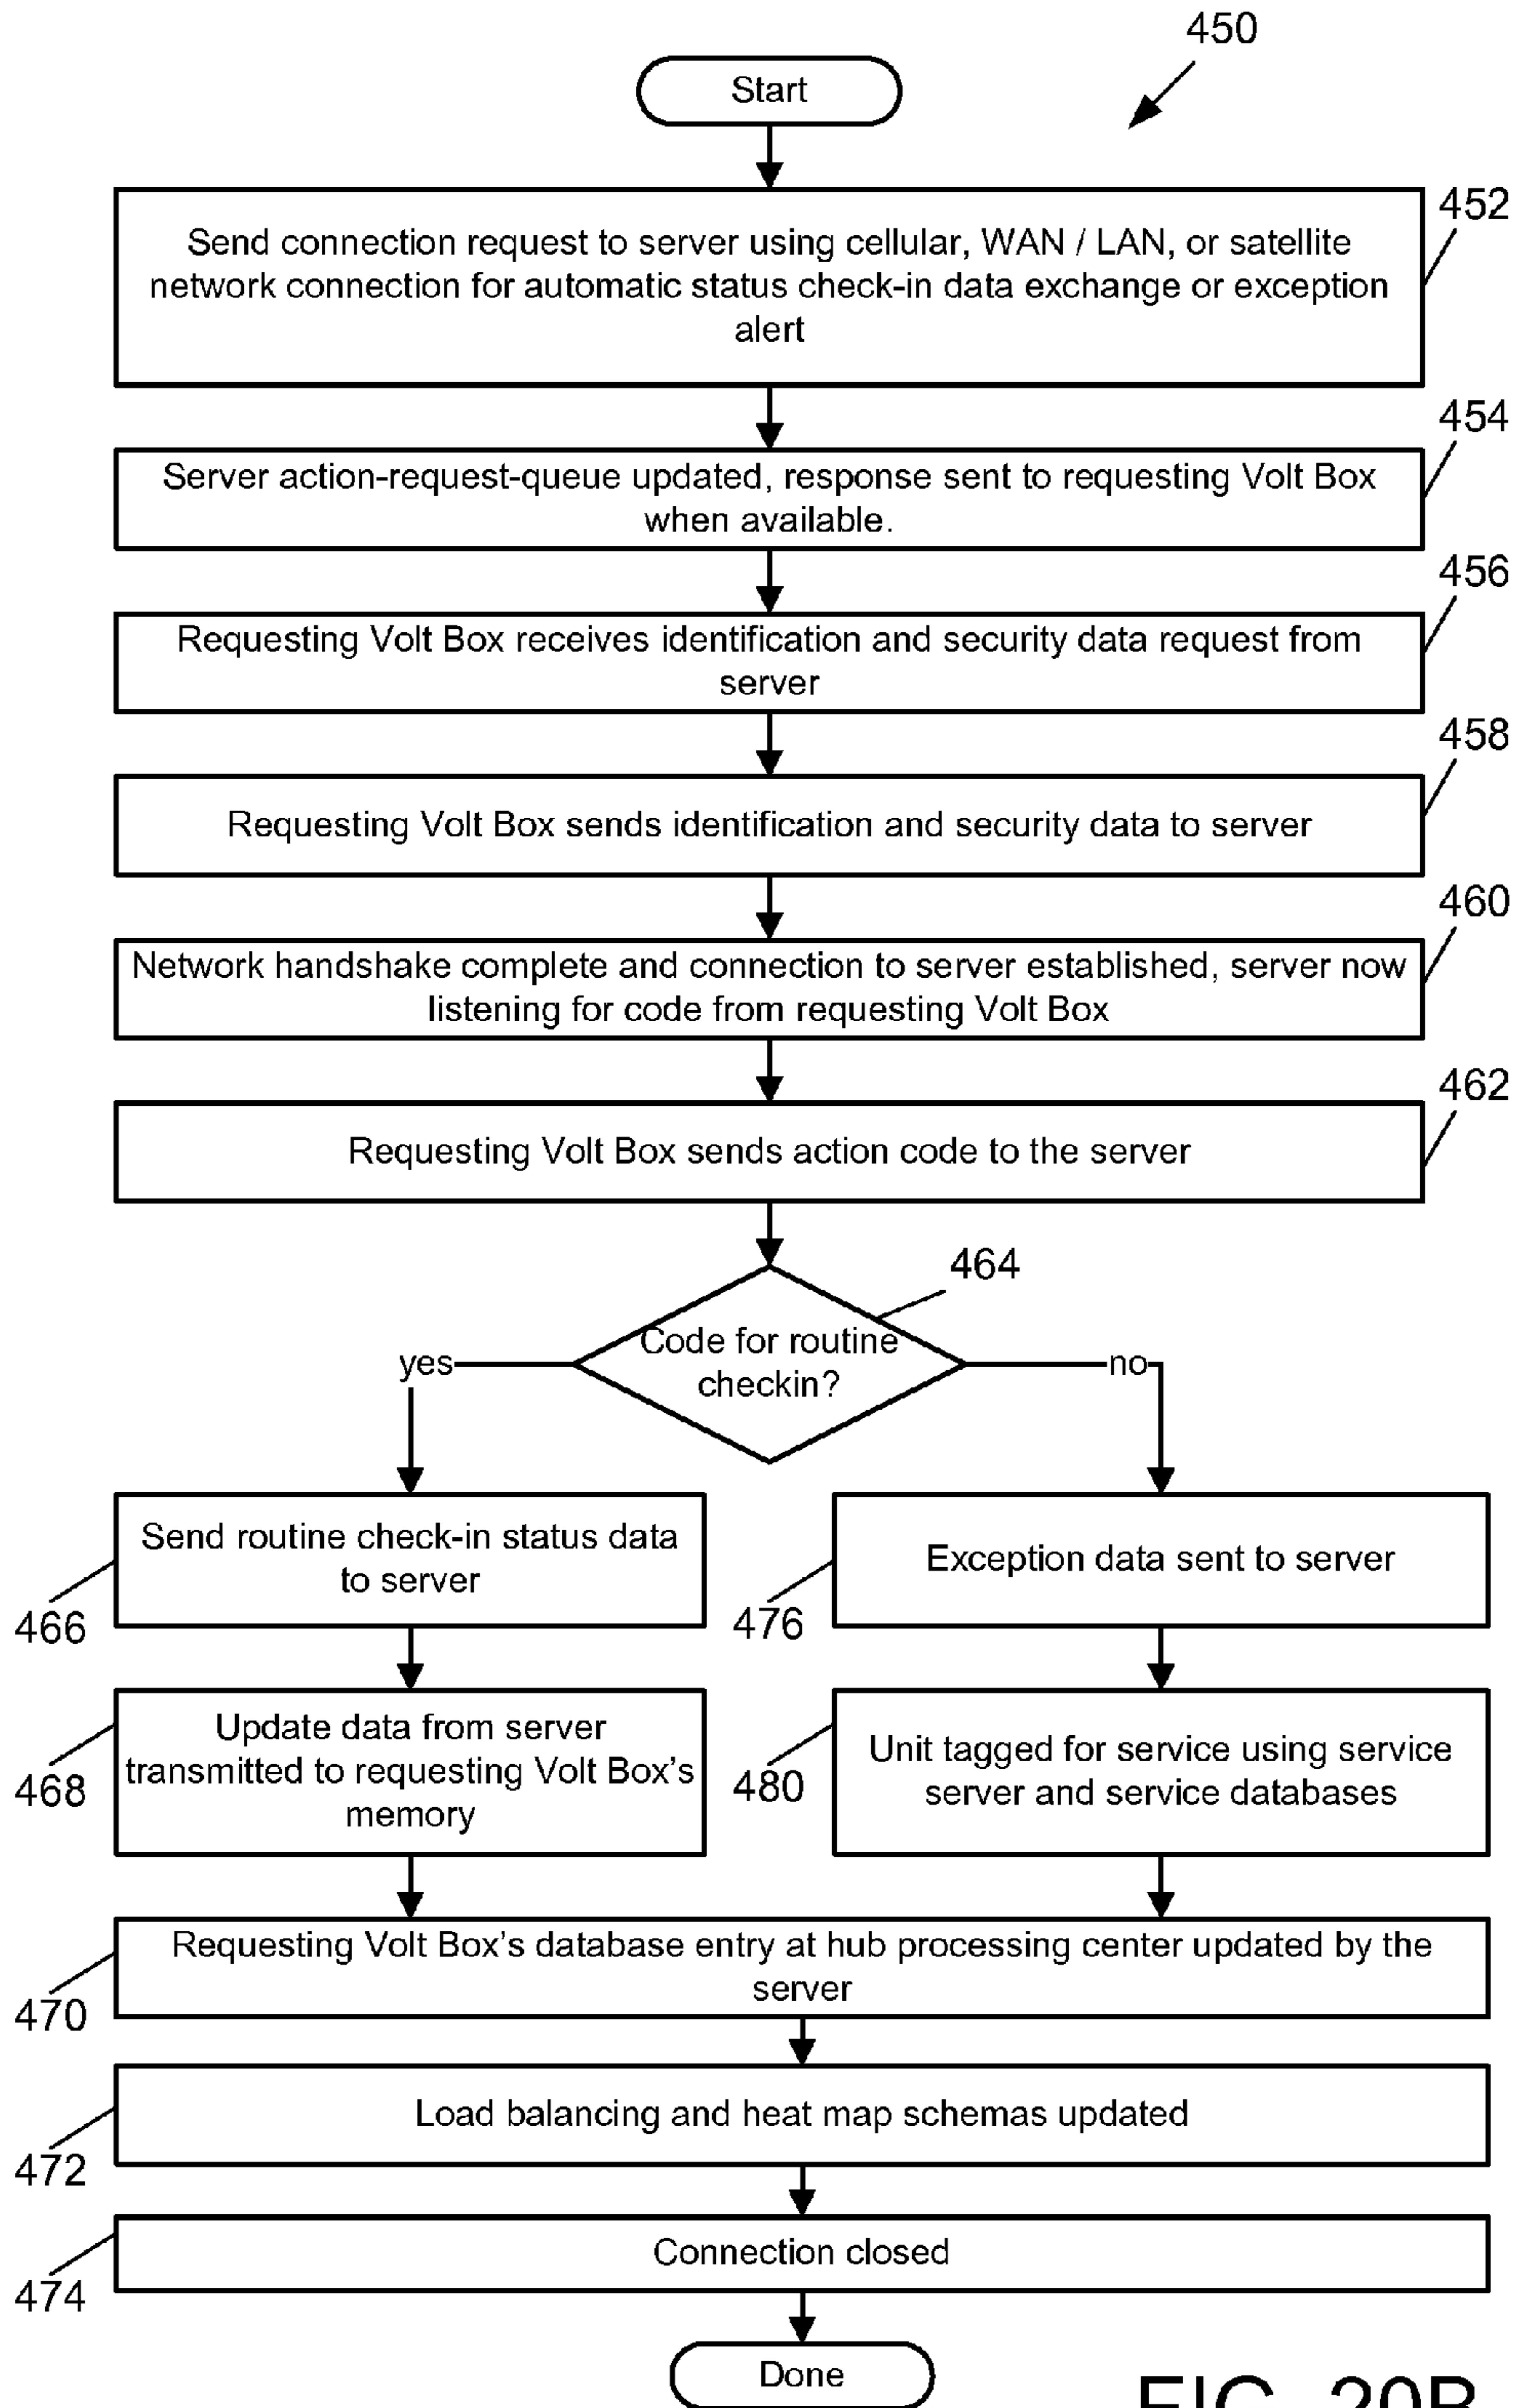 450
Start
452
Send connection request to server using cellular, WAN / LAN, or satellite
network connection for automatic status check-in data exchange or exception
alert
454
Server action-request-queue updated, response sent to requesting Volt Box
when available.
456
Requesting Volt Box receives identification and security data request from
server
458
Requesting Volt Box sends identification and security data to server
460
Network handshake complete and connection to server established, server now
listening for code from requesting Volt Box
462
Requesting Volt Box sends action code to the server
464
Code for routine
checkin?
yes
no
Send routine check-in status data
to server
466
Exception data sent to server
476
Update data from server
transmitted to requesting Volt Box's
memory
468
Unit tagged for service using service
server and service databases
480
Requesting Volt Box's database entry at hub processing center updated by the
server
470
Load balancing and heat map schemas updated
472
Connection closed
474
Done
FIG. 20B